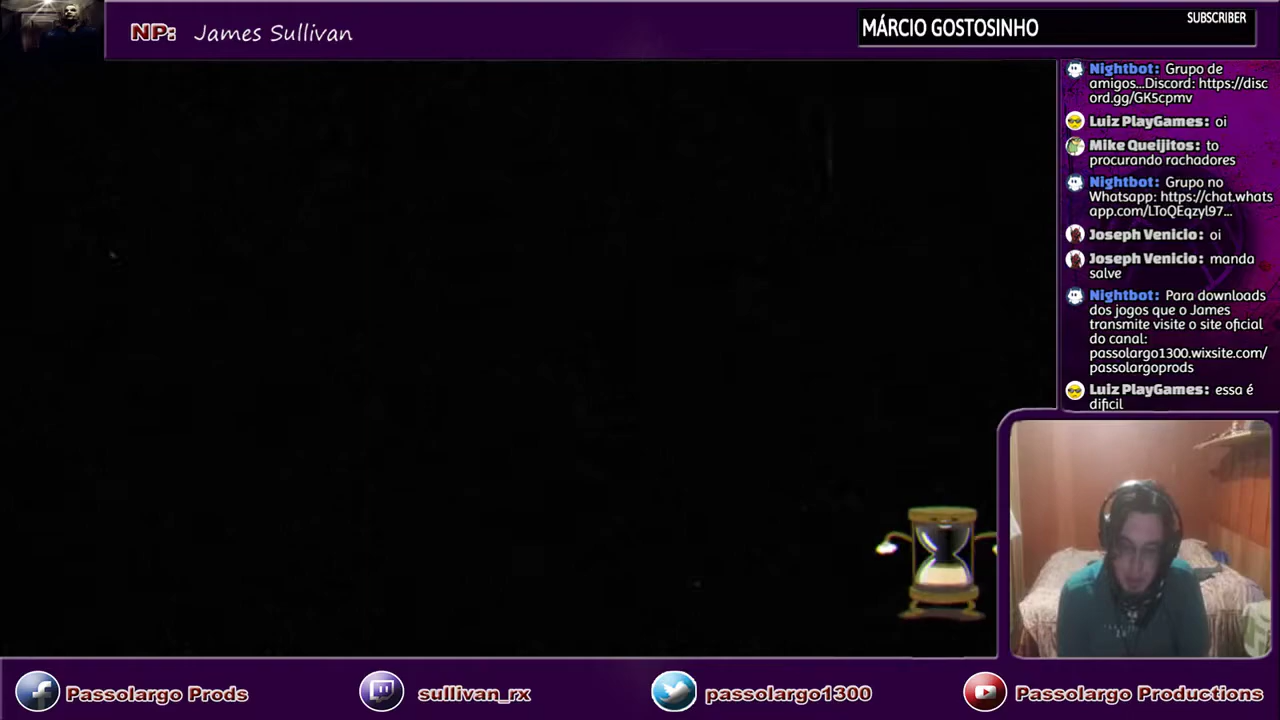 NP: James Sullivan
MÁRCIO GOSTOSINHO
SUBSCRIBER
Nightbot: Grupo de
amigos...Discord: https://disc
ord.gg/GK5cpmv
Luiz PlayGames: oi
Mike Queijitos: to
procurando rachadores
Nightbot: Grupo no
Whatsapp: https://chat.whats
app.com/LToQEqzyl97...
Joseph Venicio: oi
Joseph Venicio: manda
salve
Nightbot: Para downloads
dos jogos que o James
transmite visite o site oficial
do canal:
passolargo1300.wixsite.com/
passolargoprods
Luiz PlayGames: essa é
dificil
Passolargo Prods
sullivan_rx
passolargo1300
Passolargo Productions